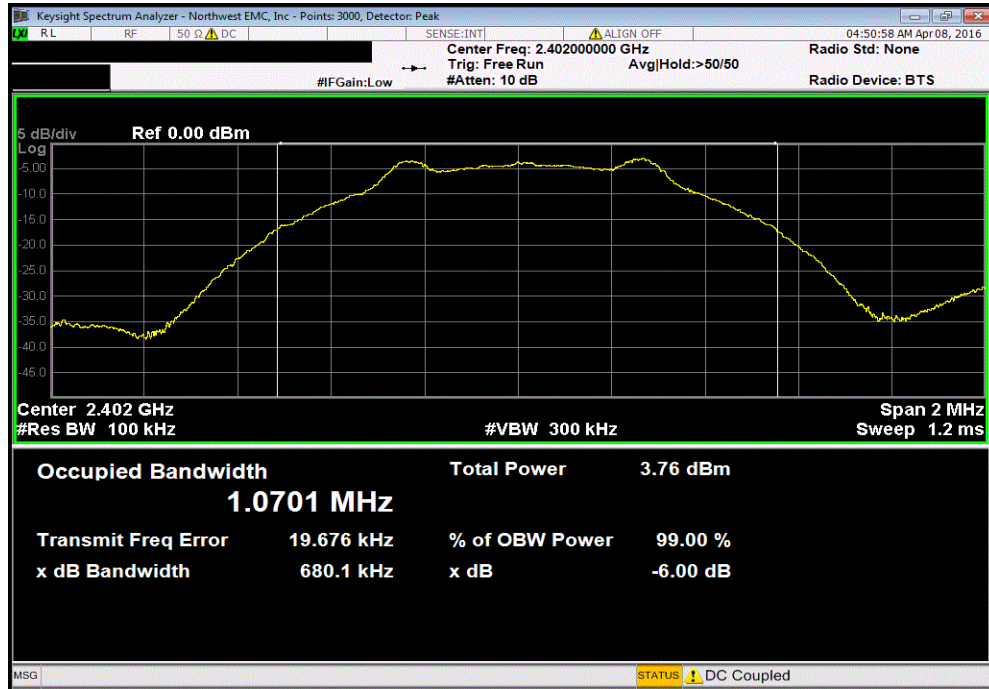 Keysight Spectrum Analyzer - Northwest EMC, Inc - Points: 3000, Detector: Peak
LXI RL RF 50 Ω DC SENSE:INT ALIGN OFF 04:50:58 AM Apr 08, 2016
Center Freq: 2.402000000 GHz Radio Std: None
Trig: Free Run Avg|Hold:>50/50
#IFGain:Low #Atten: 10 dB Radio Device: BTS
5 dB/div Ref 0.00 dBm
Log
-5.00
-10.0
-15.0
-20.0
-25.0
-30.0
-35.0
-40.0
-45.0
Center 2.402 GHz Span 2 MHz
#Res BW 100 kHz #VBW 300 kHz Sweep 1.2 ms
Occupied Bandwidth Total Power 3.76 dBm
1.0701 MHz
Transmit Freq Error 19.676 kHz % of OBW Power 99.00 %
x dB Bandwidth 680.1 kHz x dB -6.00 dB
MSG STATUS DC Coupled